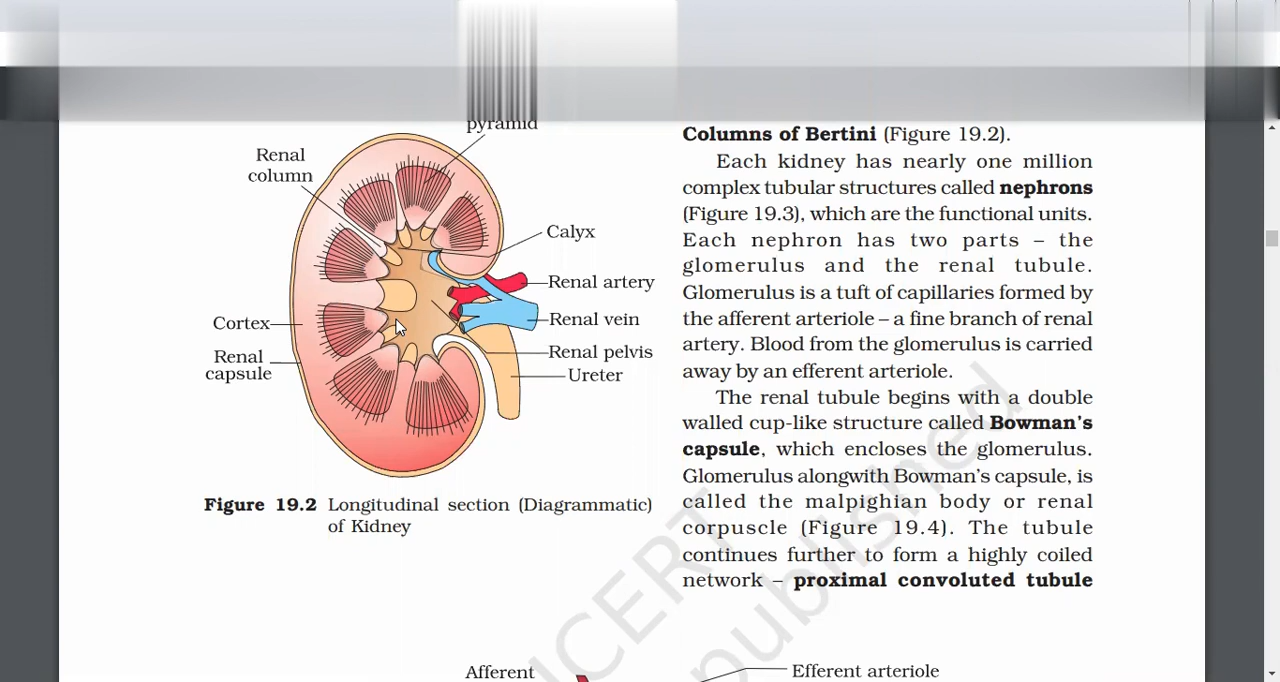 pyramid
Renal
column
Calyx
Renal artery
Cortex
Renal vein
Renal
capsule
Renal pelvis
Ureter
Figure 19.2 Longitudinal section (Diagrammatic)
of Kidney
Columns of Bertini (Figure 19.2).
Each kidney has nearly one million
complex tubular structures called nephrons
(Figure 19.3), which are the functional units.
Each nephron has two parts – the
glomerulus and the renal tubule.
Glomerulus is a tuft of capillaries formed by
the afferent arteriole – a fine branch of renal
artery. Blood from the glomerulus is carried
away by an efferent arteriole.
The renal tubule begins with a double
walled cup-like structure called Bowman's
capsule, which encloses the glomerulus.
Glomerulus alongwith Bowman's capsule, is
called the malpighian body or renal
corpuscle (Figure 19.4). The tubule
continues further to form a highly coiled
network – proximal convoluted tubule
Afferent
Efferent arteriole
NCERT
published